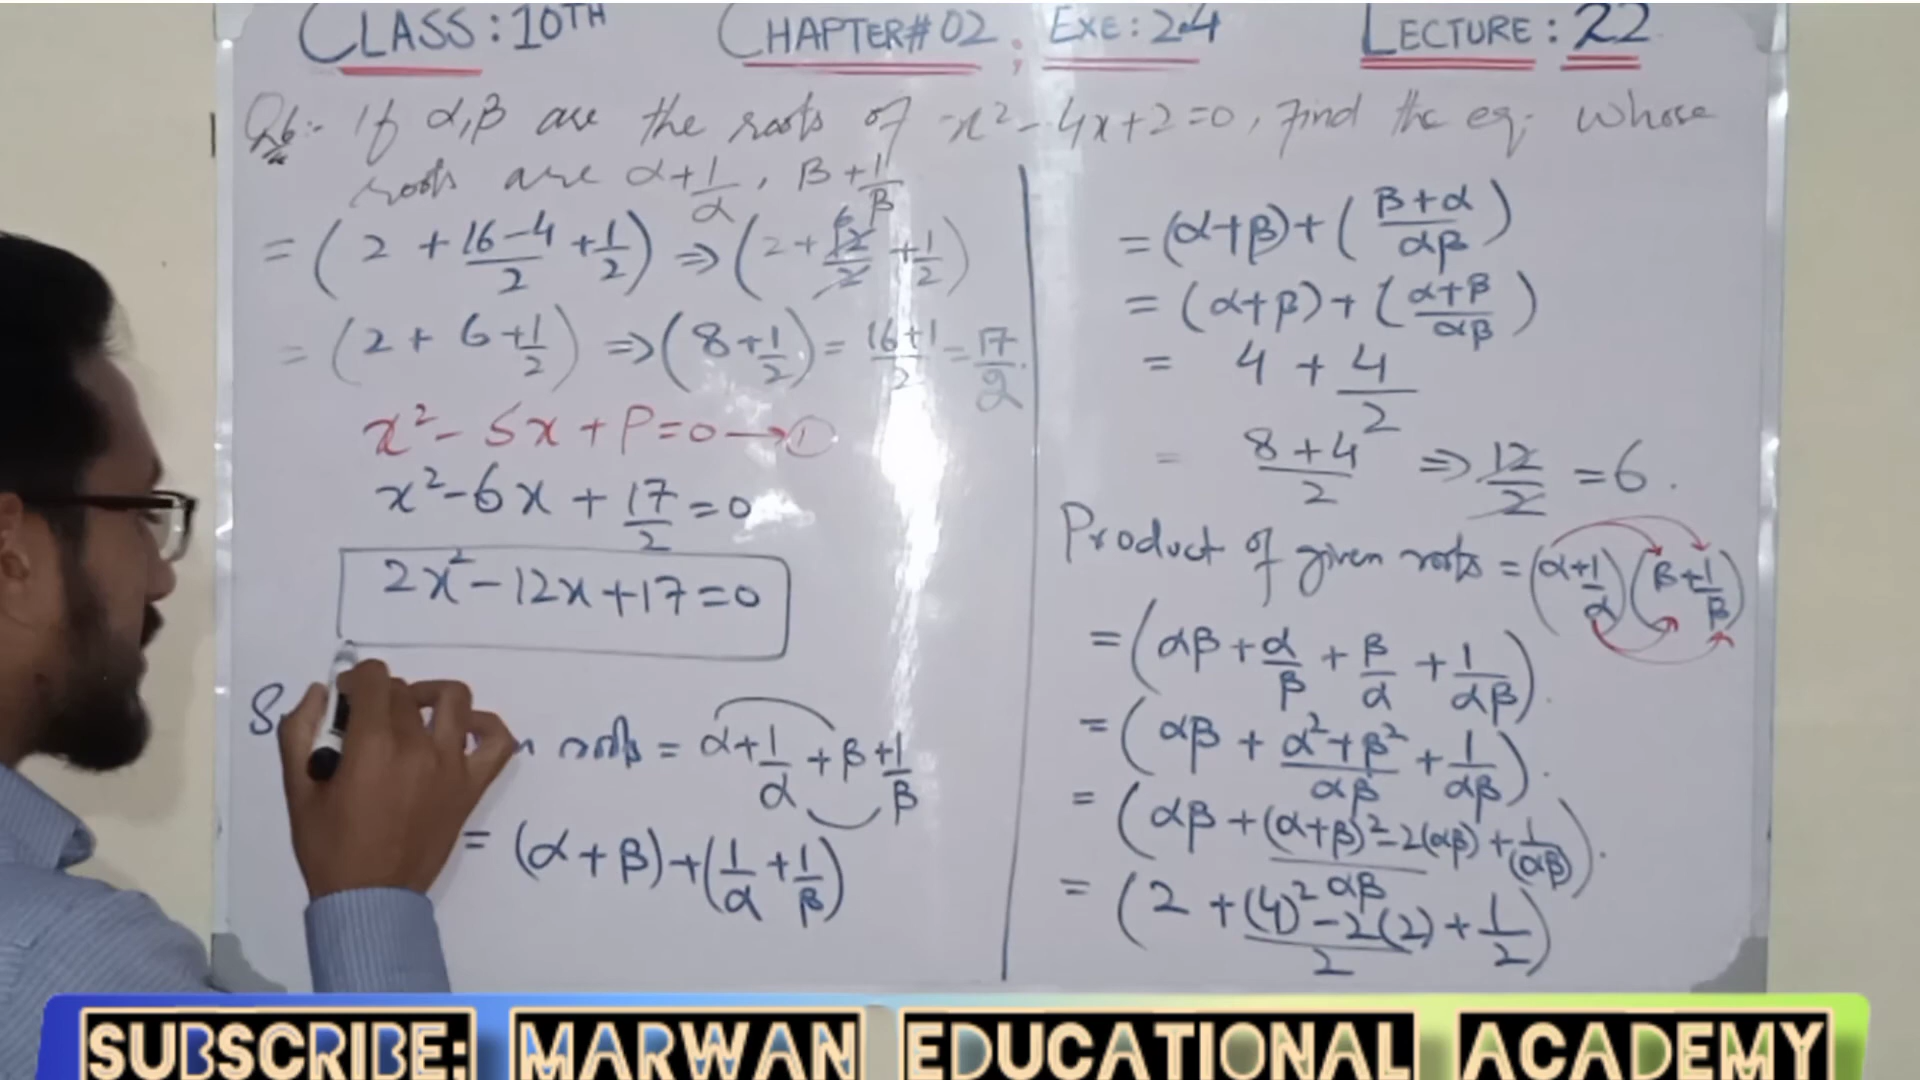 CLASS: 10TH CHAPTER# 02 ; EXE: 2.4 LECTURE: 22
Q6:- If α,β are the roots of x² - 4x + 2 = 0, Find the eq: whose
roots are α + 1/α, β + 1/β
= (2 + (16 - 4)/2 + 1/2) ⇒ (2 + 12/2 6 + 1/2)
= (2 + 6 + 1/2) ⇒ (8 + 1/2) = (16 + 1)/2 = 17/2.
x² - Sx + P = 0 → ①
x² - 6x + 17/2 = 0
2x² - 12x + 17 = 0
roots = α + 1/α + β + 1/β
= (α + β) + (1/α + 1/β)
= (α + β) + ((β + α)/αβ)
= (α + β) + ((α + β)/αβ)
= 4 + 4/2
= (8 + 4)/2 ⇒ 12/2 = 6.
Product of given roots = (α + 1/α)(β + 1/β)
= (αβ + α/β + β/α + 1/αβ).
= (αβ + (α² + β²)/αβ + 1/αβ).
= (αβ + ((α + β)² - 2(αβ))/αβ + 1/(αβ)).
= (2 + ((4)² - 2(2))/2 + 1/2)
SUBSCRIBE: MARWAN EDUCATIONAL ACADEMY